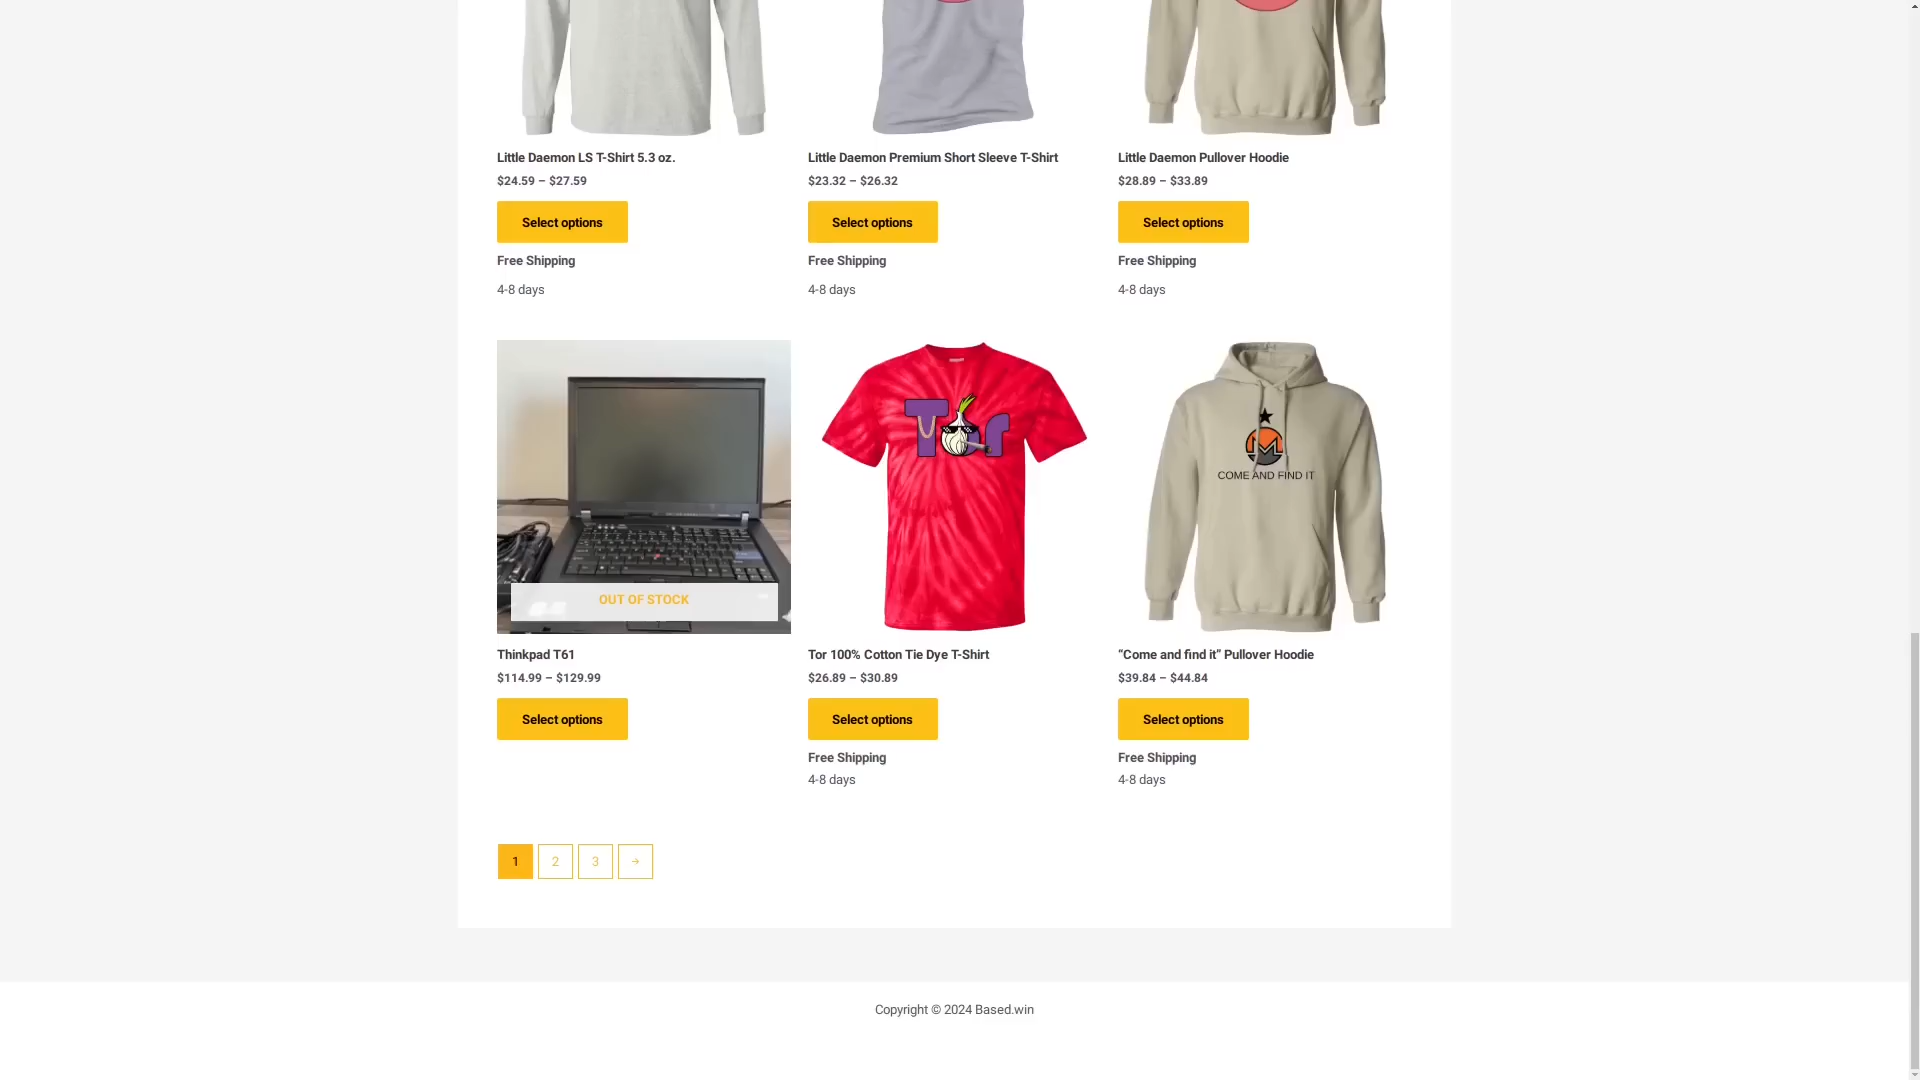 Little Daemon LS T-Shirt 5.3 oz.
$24.59 – $27.59
Select options
Free Shipping
4-8 days
Little Daemon Premium Short Sleeve T-Shirt
$23.32 – $26.32
Select options
Free Shipping
4-8 days
Little Daemon Pullover Hoodie
$28.89 – $33.89
Select options
Free Shipping
4-8 days
OUT OF STOCK
Thinkpad T61
$114.99 – $129.99
Select options
Tor
Tor 100% Cotton Tie Dye T-Shirt
$26.89 – $30.89
Select options
Free Shipping
4-8 days
COME AND FIND IT
“Come and find it” Pullover Hoodie
$39.84 – $44.84
Select options
Free Shipping
4-8 days
1 2 3 →
Copyright © 2024 Based.win